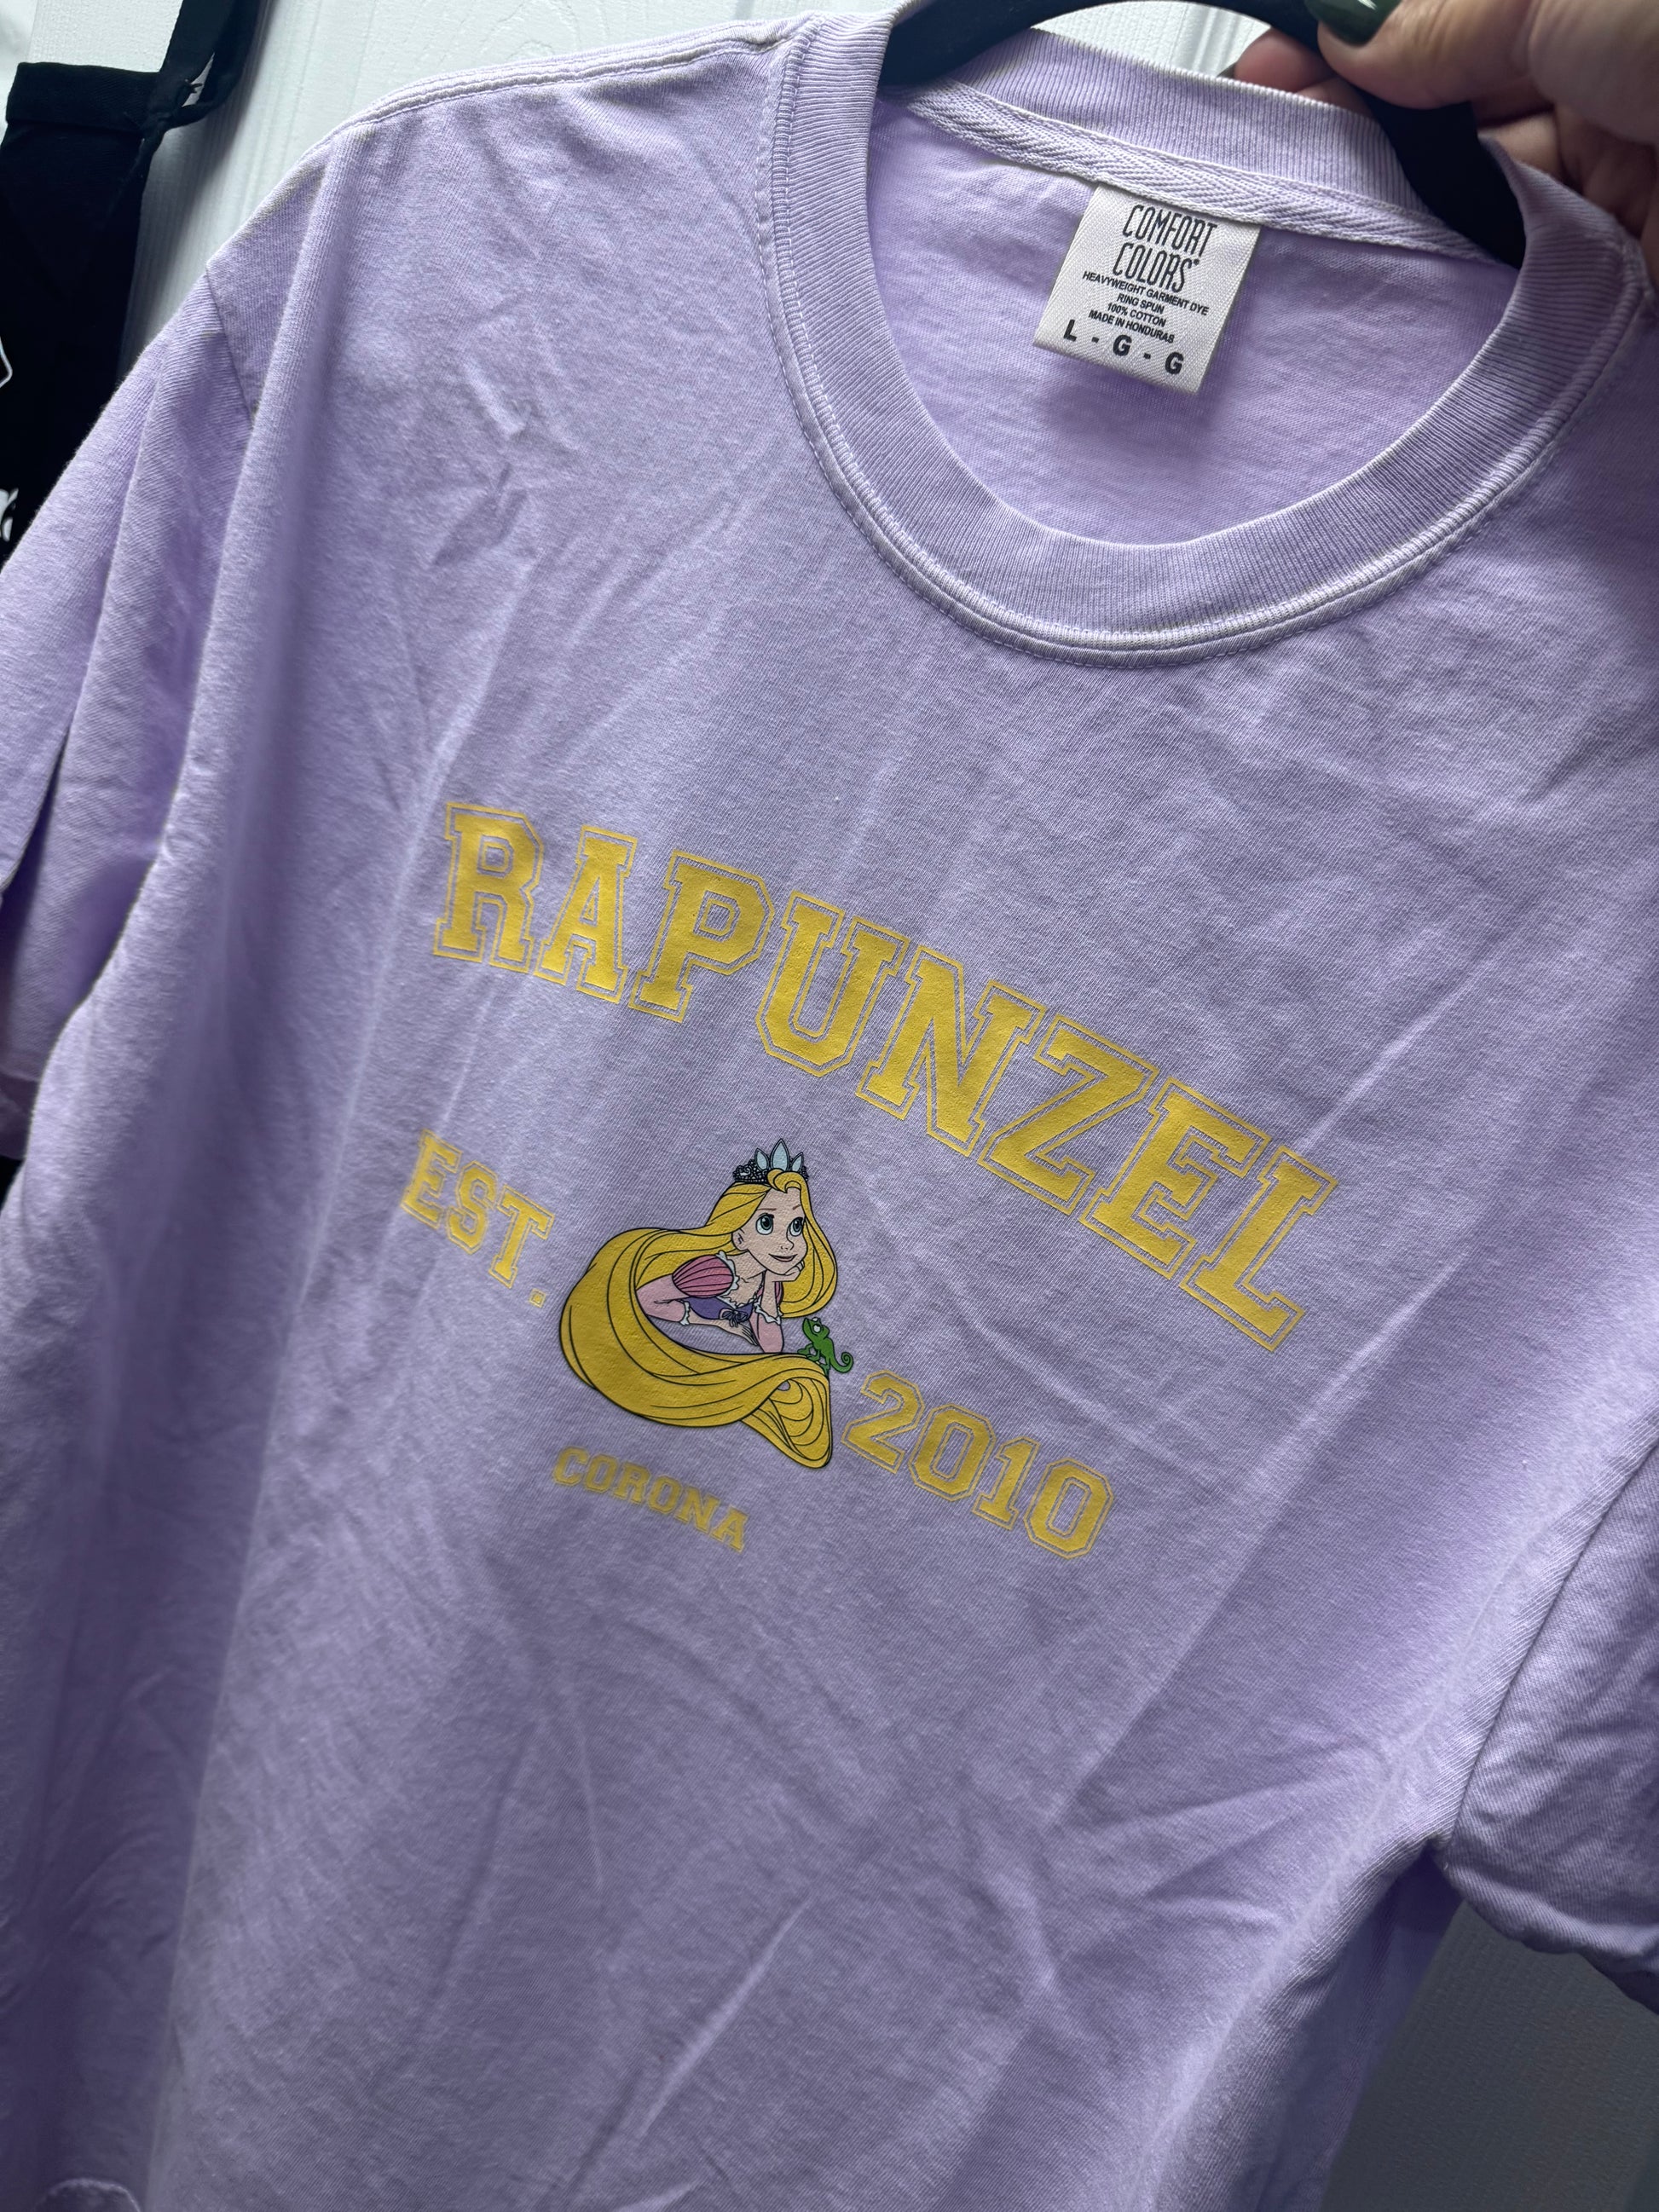 COMFORT
COLORS®
HEAVYWEIGHT GARMENT DYE
RING SPUN
100% COTTON
MADE IN HONDURAS
L - G - G
RAPUNZEL
EST. 2010
CORONA